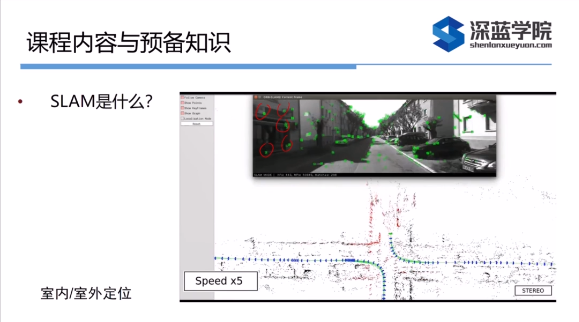 课程内容与预备知识
深蓝学院
shenlanxueyuan.com
• SLAM是什么?
Speed x5
STEREO
室内/室外定位